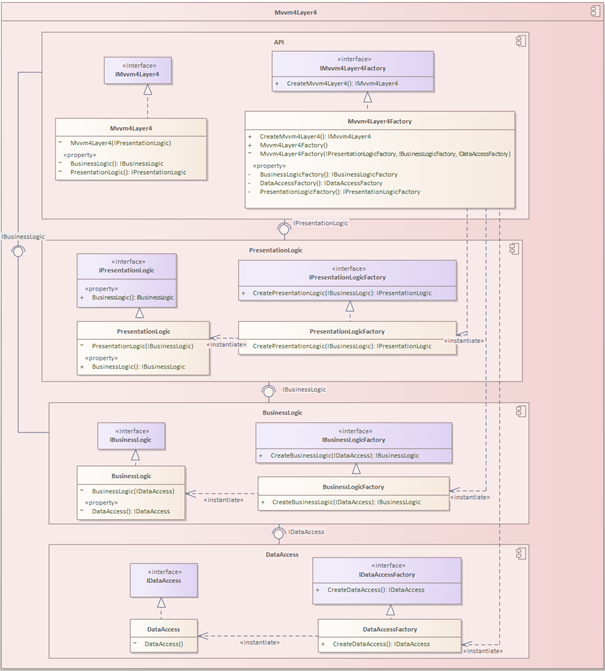 Mvvm4Layer4
API
«interface»
IMvvm4Layer4
«interface»
IMvvm4Layer4Factory
+ CreateMvvm4Layer4(): IMvvm4Layer4
Mvvm4Layer4
~ Mvvm4Layer4(IPresentationLogic)
«property»
~ BusinessLogic(): IBusinessLogic
~ PresentationLogic(): IPresentationLogic
Mvvm4Layer4Factory
+ CreateMvvm4Layer4(): IMvvm4Layer4
+ Mvvm4Layer4Factory()
~ Mvvm4Layer4Factory(IPresentationLogicFactory, IBusinessLogicFactory, IDataAccessFactory)
«property»
- BusinessLogicFactory(): IBusinessLogicFactory
- DataAccessFactory(): IDataAccessFactory
- PresentationLogicFactory(): IPresentationLogicFactory
IPresentationLogic
IBusinessLogic
PresentationLogic
«interface»
IPresentationLogic
«property»
+ BusinessLogic(): IBusinessLogic
«interface»
IPresentationLogicFactory
+ CreatePresentationLogic(IBusinessLogic): IPresentationLogic
PresentationLogic
~ PresentationLogic(IBusinessLogic)
«property»
+ BusinessLogic(): IBusinessLogic
«instantiate»
PresentationLogicFactory
CreatePresentationLogic(IBusinessLogic): IPresentationLogic
«instantiate»
IBusinessLogic
BusinessLogic
«interface»
IBusinessLogic
«interface»
IBusinessLogicFactory
+ CreateBusinessLogic(IDataAccess): IBusinessLogic
BusinessLogic
~ BusinessLogic(IDataAccess)
«property»
~ DataAccess(): IDataAccess
«instantiate»
BusinessLogicFactory
+ CreateBusinessLogic(IDataAccess): IBusinessLogic
«instantiate»
IDataAccess
DataAccess
«interface»
IDataAccess
«interface»
IDataAccessFactory
+ CreateDataAccess(): IDataAccess
DataAccess
~ DataAccess()
«instantiate»
DataAccessFactory
+ CreateDataAccess(): IDataAccess
«instantiate»